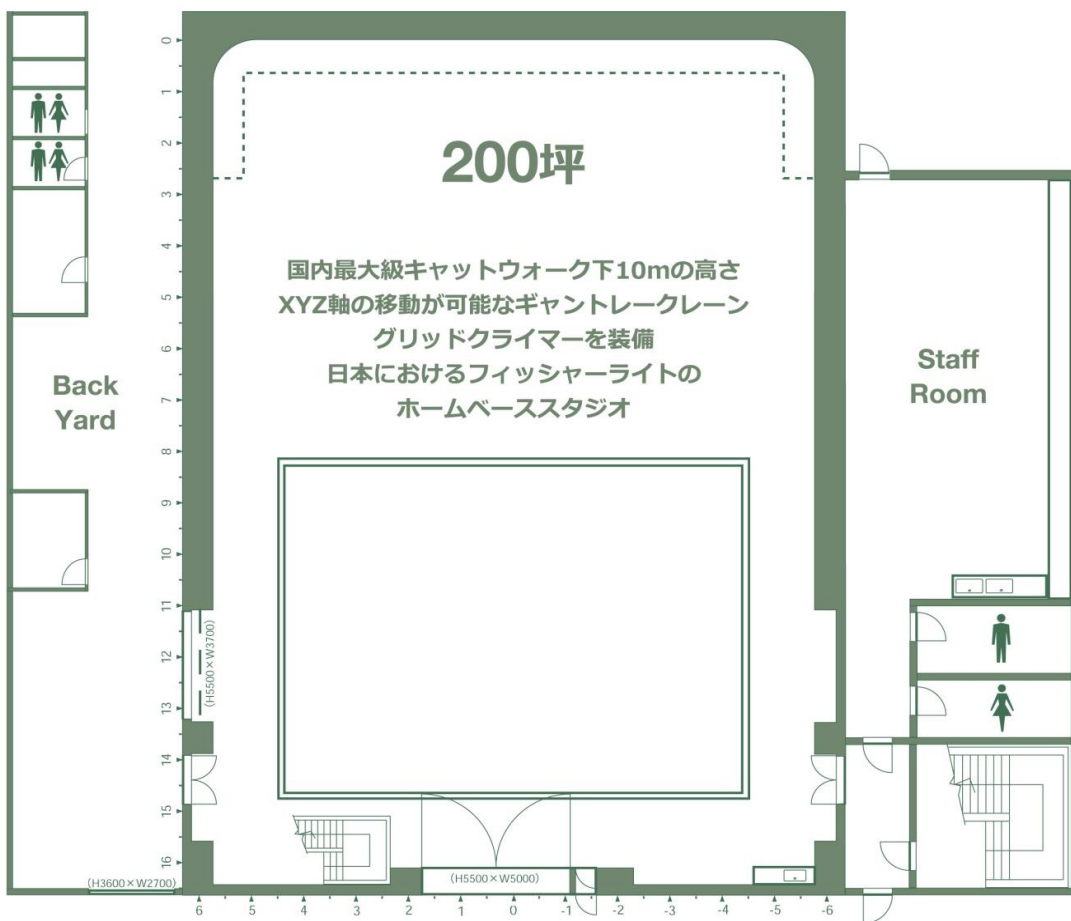 200坪
国内最大級キャットウォーク下10mの高さ
XYZ軸の移動が可能なギャントレークレーン
グリッドクライマーを装備
日本におけるフィッシャーライトの
ホームベーススタジオ
Back
Yard
Staff
Room
0
1
2
3
4
5
6
7
8
9
10
11
12
13
14
15
16
(H5500×W3700)
(H3600×W2700)
(H5500×W5000)
6
5
4
3
2
1
0
-1
-2
-3
-4
-5
-6